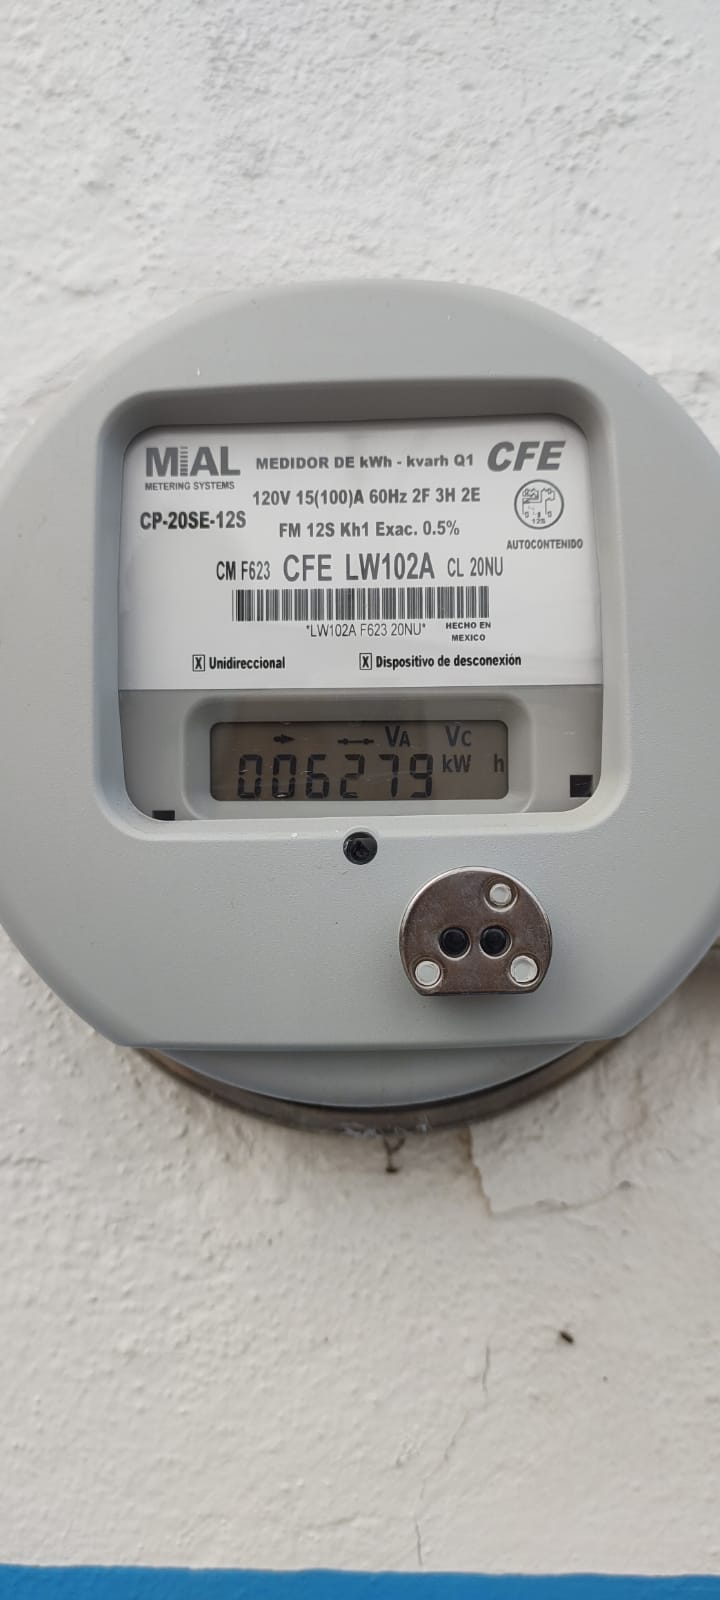 MIAL MEDIDOR DE kWh - kvarh Q1 CFE
METERING SYSTEMS
120V 15(100)A 60Hz 2F 3H 2E
CP-20SE-12S
FM 12S Kh1 Exac. 0.5%
12S
AUTOCONTENIDO
CM F623 CFE LW102A CL 20NU
*LW102A F623 20NU*
HECHO EN
MEXICO
X Unidireccional
X Dispositivo de desconexión
VA VC
006279 kW h